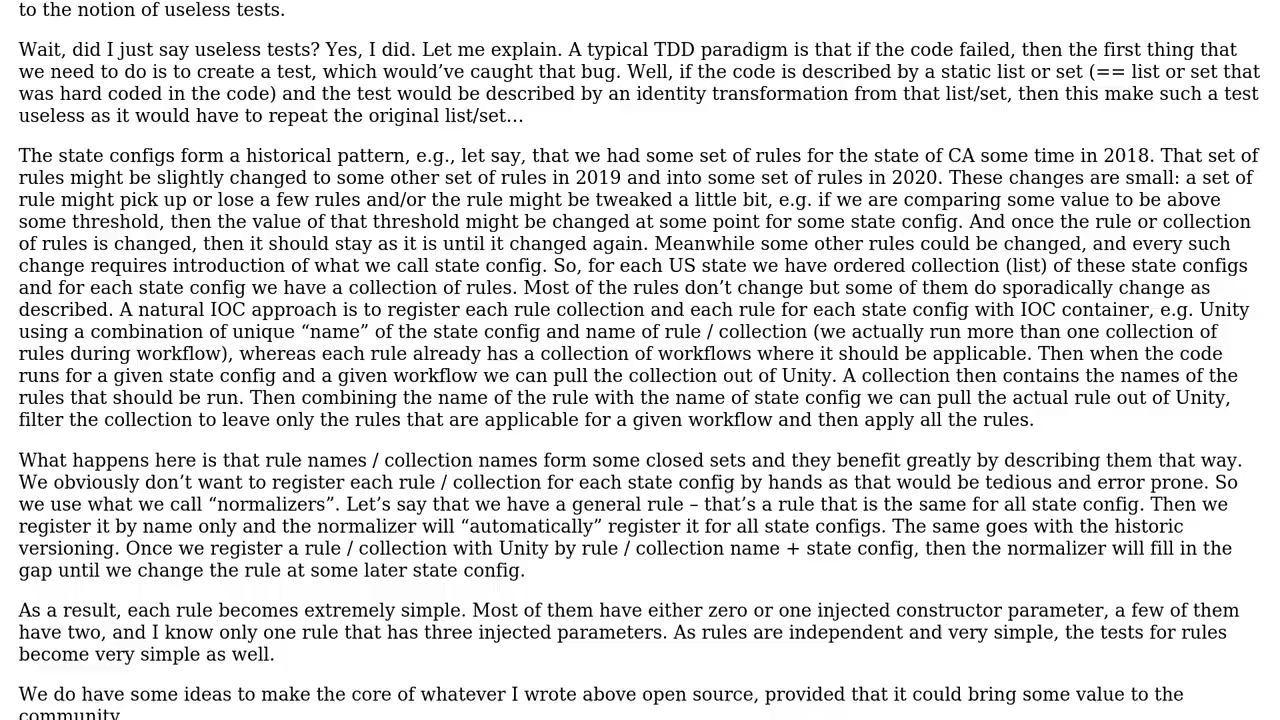 to the notion of useless tests.
Wait, did I just say useless tests? Yes, I did. Let me explain. A typical TDD paradigm is that if the code failed, then the first thing that
we need to do is to create a test, which would’ve caught that bug. Well, if the code is described by a static list or set (== list or set that
was hard coded in the code) and the test would be described by an identity transformation from that list/set, then this make such a test
useless as it would have to repeat the original list/set…
The state configs form a historical pattern, e.g., let say, that we had some set of rules for the state of CA some time in 2018. That set of
rules might be slightly changed to some other set of rules in 2019 and into some set of rules in 2020. These changes are small: a set of
rule might pick up or lose a few rules and/or the rule might be tweaked a little bit, e.g. if we are comparing some value to be above
some threshold, then the value of that threshold might be changed at some point for some state config. And once the rule or collection
of rules is changed, then it should stay as it is until it changed again. Meanwhile some other rules could be changed, and every such
change requires introduction of what we call state config. So, for each US state we have ordered collection (list) of these state configs
and for each state config we have a collection of rules. Most of the rules don’t change but some of them do sporadically change as
described. A natural IOC approach is to register each rule collection and each rule for each state config with IOC container, e.g. Unity
using a combination of unique “name” of the state config and name of rule / collection (we actually run more than one collection of
rules during workflow), whereas each rule already has a collection of workflows where it should be applicable. Then when the code
runs for a given state config and a given workflow we can pull the collection out of Unity. A collection then contains the names of the
rules that should be run. Then combining the name of the rule with the name of state config we can pull the actual rule out of Unity,
filter the collection to leave only the rules that are applicable for a given workflow and then apply all the rules.
What happens here is that rule names / collection names form some closed sets and they benefit greatly by describing them that way.
We obviously don’t want to register each rule / collection for each state config by hands as that would be tedious and error prone. So
we use what we call “normalizers”. Let’s say that we have a general rule – that’s a rule that is the same for all state config. Then we
register it by name only and the normalizer will “automatically” register it for all state configs. The same goes with the historic
versioning. Once we register a rule / collection with Unity by rule / collection name + state config, then the normalizer will fill in the
gap until we change the rule at some later state config.
As a result, each rule becomes extremely simple. Most of them have either zero or one injected constructor parameter, a few of them
have two, and I know only one rule that has three injected parameters. As rules are independent and very simple, the tests for rules
become very simple as well.
We do have some ideas to make the core of whatever I wrote above open source, provided that it could bring some value to the
community.